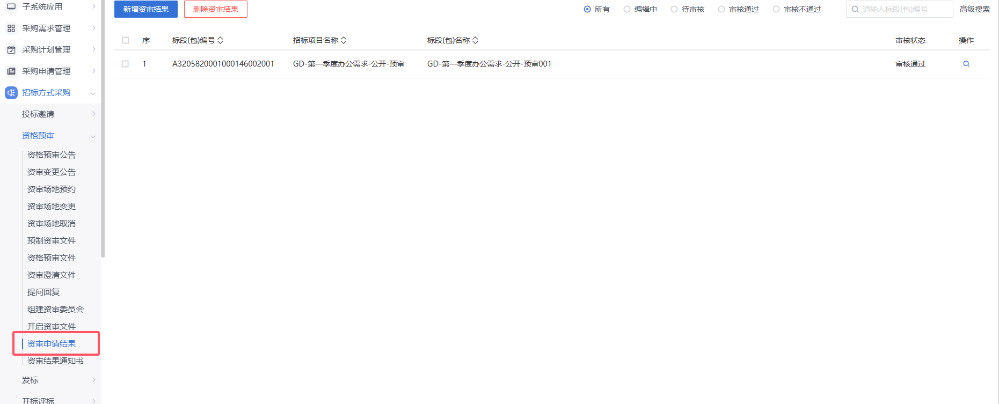 子系统应用
采购需求管理
采购计划管理
采购申请管理
招标方式采购
投标邀请
资格预审
资格预审公告
资审变更公告
资审场地预约
资审场地变更
资审场地取消
预制资审文件
资格预审文件
资审澄清文件
提问回复
组建资审委员会
开启资审文件
资审申请结果
资审结果通知书
发标
开标评标
新增资审结果 删除资审结果 所有 编辑中 待审核 审核通过 审核不通过 请输入标段(包)编号 高级搜索
序 标段(包)编号 招标项目名称 标段(包)名称 审核状态 操作
1 A3205820001000146002001 GD-第一季度办公需求-公开-预审 GD-第一季度办公需求-公开-预审001 审核通过